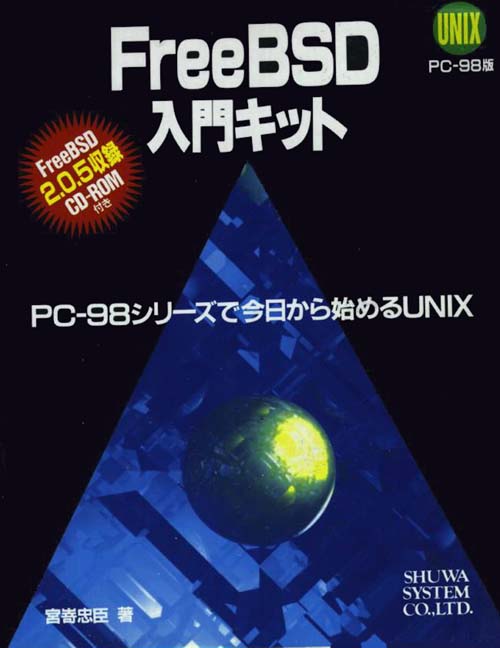 UNIX
PC-98版
FreeBSD
入門キット
FreeBSD
2.0.5収録
CD-ROM
付き
PC-98シリーズで今日から始めるUNIX
宮嵜忠臣 著
SHUWA
SYSTEM
CO.,LTD.